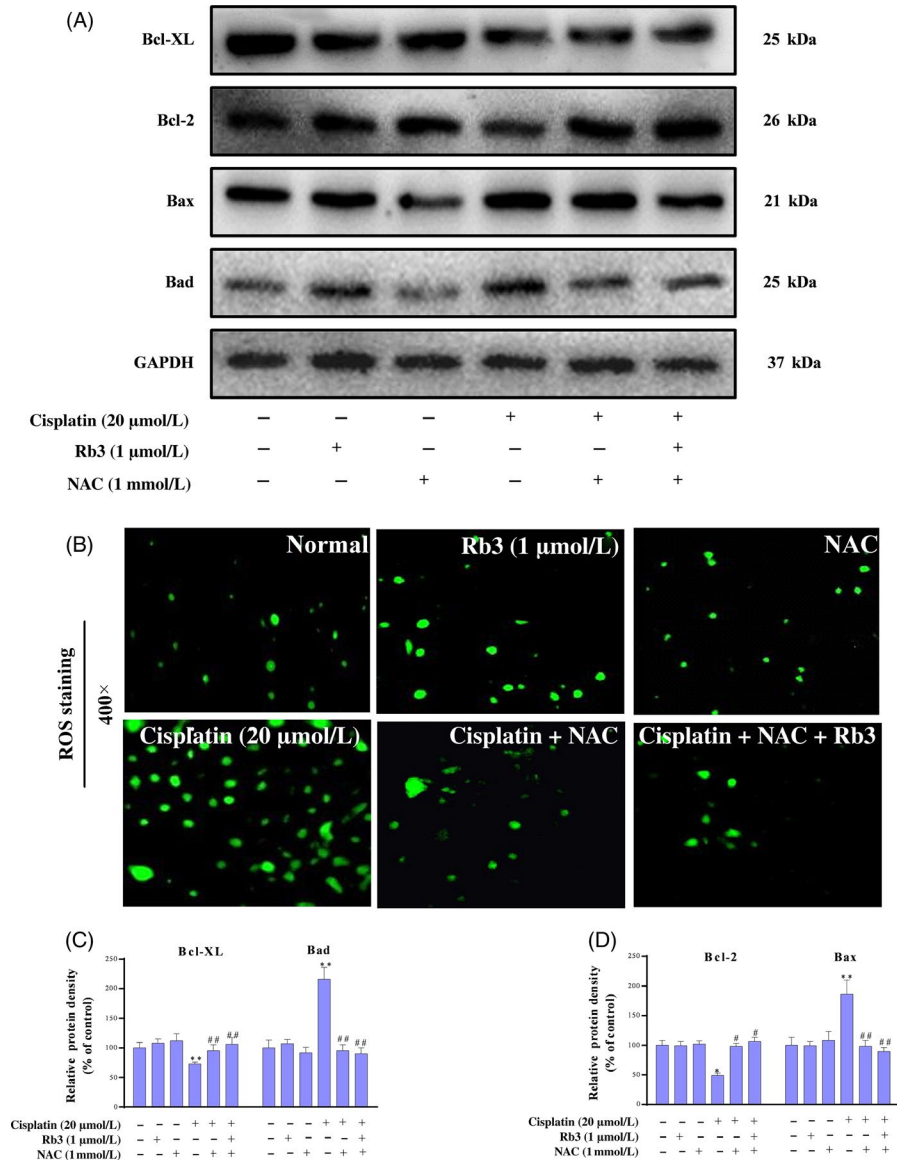 (A)
Bcl-XL 25 kDa
Bcl-2 26 kDa
Bax 21 kDa
Bad 25 kDa
GAPDH 37 kDa
Cisplatin (20 μmol/L) – – – + + +
Rb3 (1 μmol/L) – + – – – +
NAC (1 mmol/L) – – + – + +
(B)
ROS staining
400×
Normal Rb3 (1 μmol/L) NAC
Cisplatin (20 μmol/L) Cisplatin + NAC Cisplatin + NAC + Rb3
(C)
Bcl-XL Bad
Relative protein density
(% of control)
250
200
150
100
50
0
** ## ## ** ## ##
Cisplatin (20 μmol/L) – – – + + + – – – + + +
Rb3 (1 μmol/L) – + – – – + – + – – – +
NAC (1mmol/L) – – + – + + – – + – + +
(D)
Bcl-2 Bax
Relative protein density
(% of control)
250
200
150
100
50
0
* # # ** ## ##
Cisplatin (20 μmol/L) – – – + + + – – – + + +
Rb3 (1 μmol/L) – + – – – + – + – – – +
NAC (1 mmol/L) – – + – + + – – + – + +